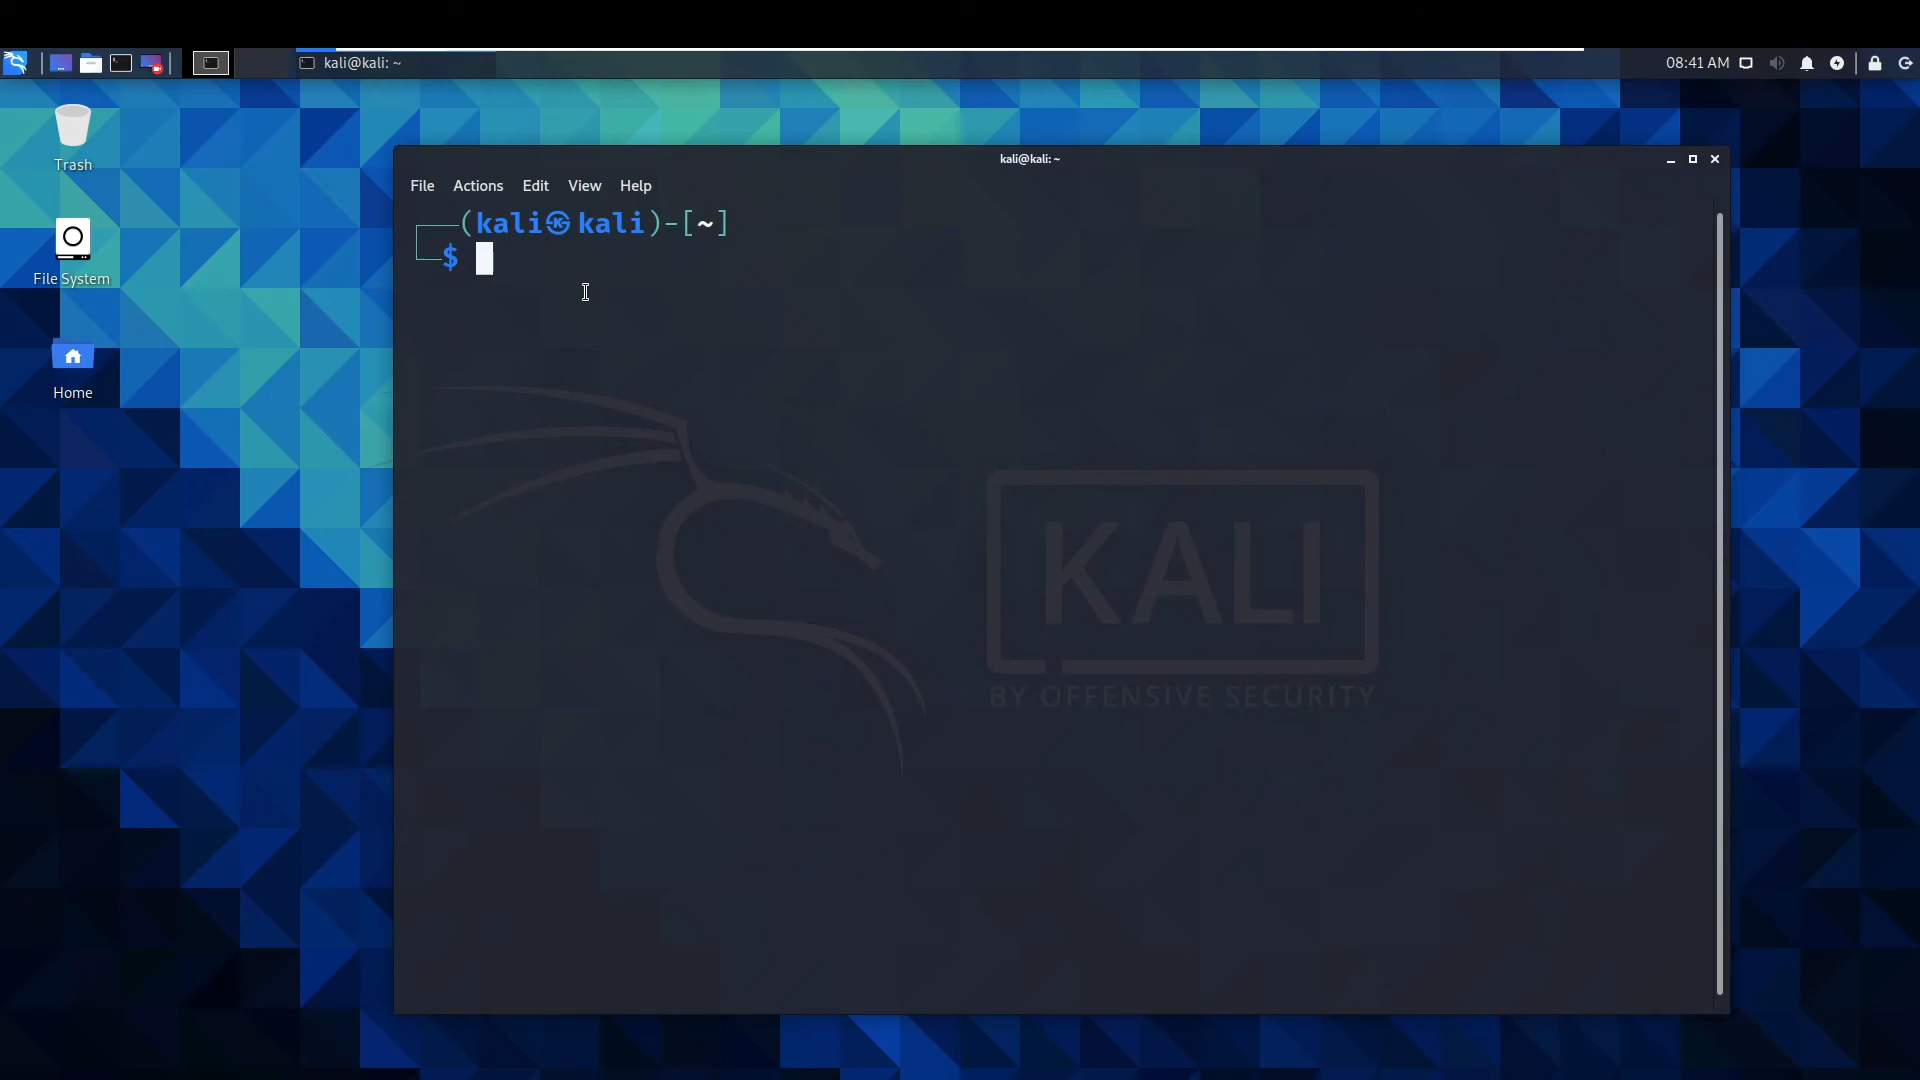 kali@kali: ~
08:41 AM
Trash
File System
Home
kali@kali: ~
File Actions Edit View Help
┌──(kali㉿kali)-[~]
└─$
KALI
BY OFFENSIVE SECURITY